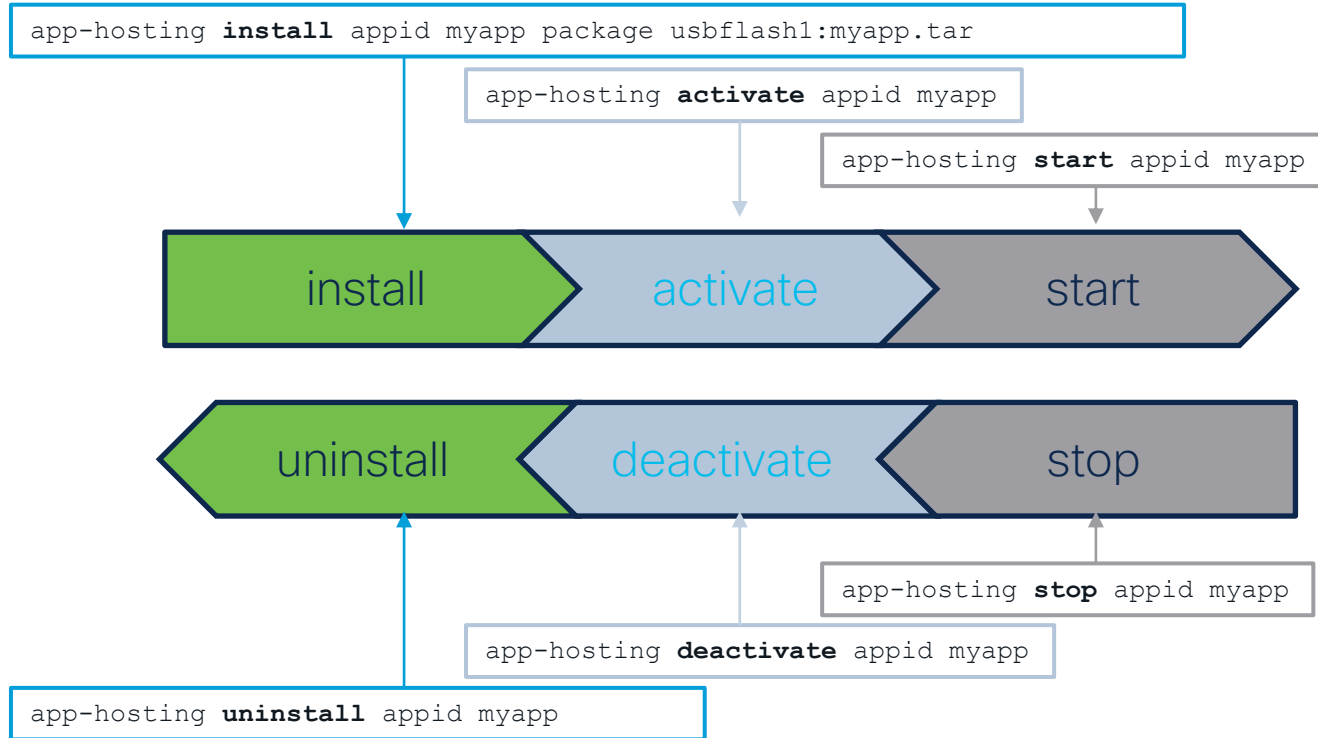 app-hosting install appid myapp package usbflash1:myapp.tar
app-hosting activate appid myapp
app-hosting start appid myapp
install
activate
start
uninstall
deactivate
stop
app-hosting stop appid myapp
app-hosting deactivate appid myapp
app-hosting uninstall appid myapp